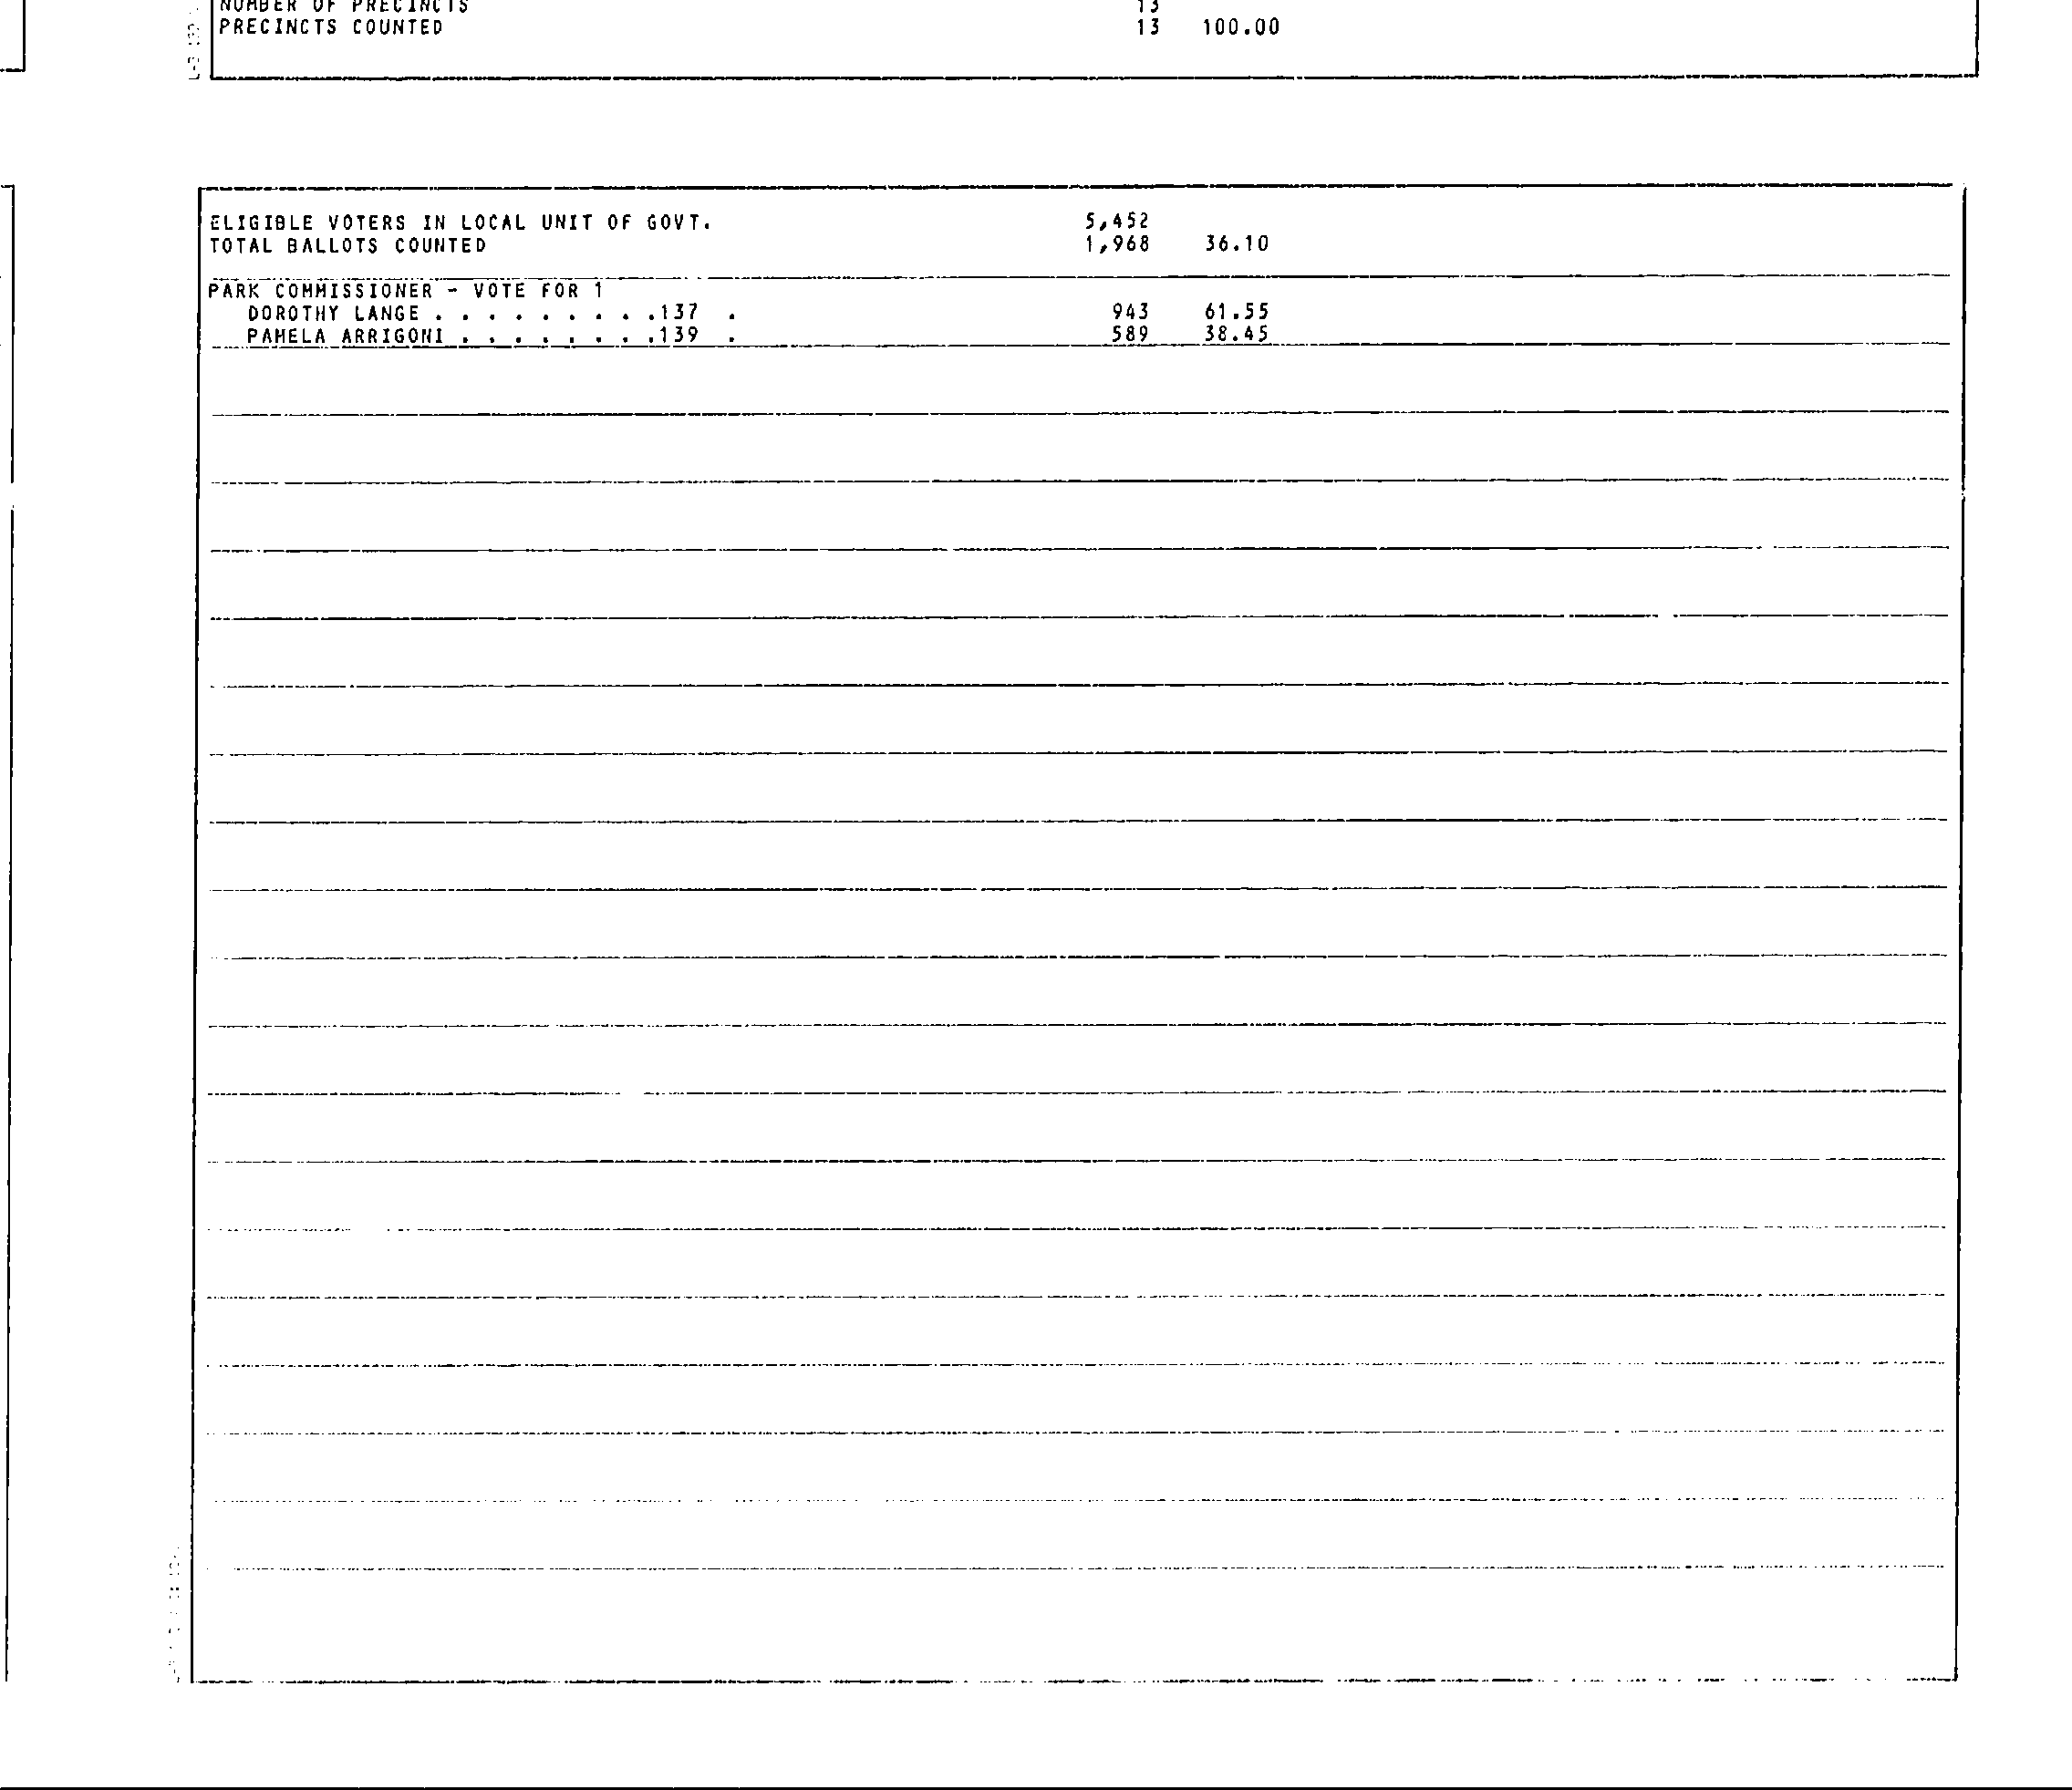 NUMBER OF PRECINCTS 13
PRECINCTS COUNTED 13 100.00
ELIGIBLE VOTERS IN LOCAL UNIT OF GOVT. 5,452
TOTAL BALLOTS COUNTED 1,968 36.10
PARK COMMISSIONER - VOTE FOR 1
DOROTHY LANGE . . . . . . . . .137 . 943 61.55
PAMELA ARRIGONI . . . . . . . .139 . 589 38.45